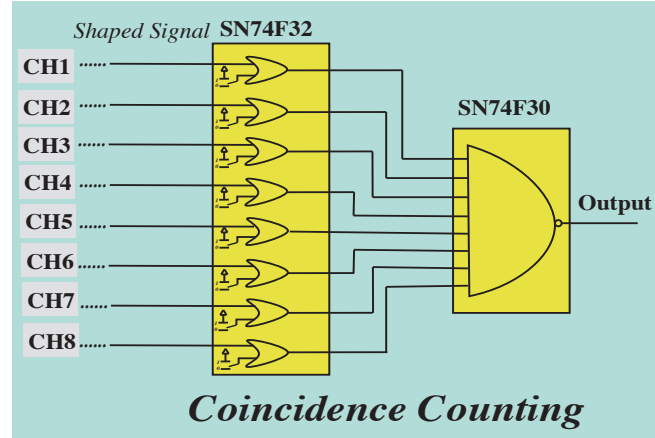 Shaped Signal SN74F32
CH1 ......
CH2 ......
CH3 ......
CH4 ......
CH5 ......
CH6 ......
CH7 ......
CH8 ......
SN74F30
Output
Coincidence Counting